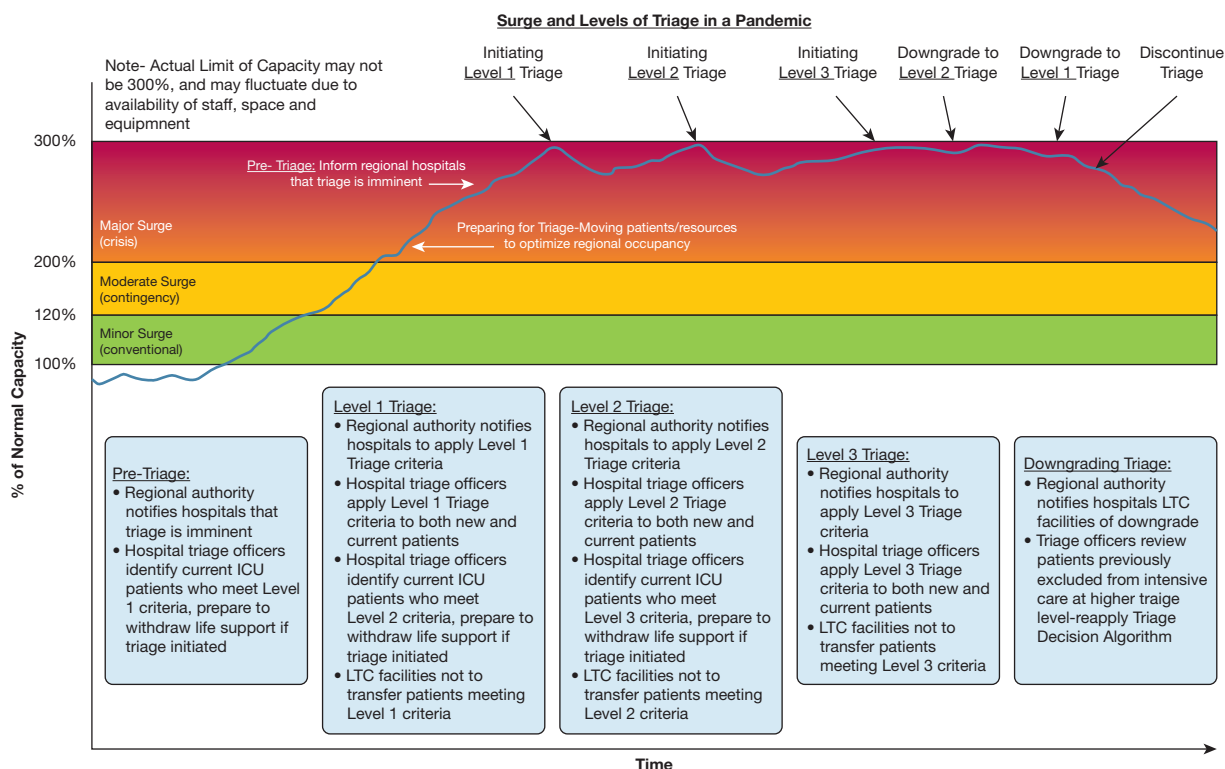 Surge and Levels of Triage in a Pandemic
Note- Actual Limit of Capacity may not
be 300%, and may fluctuate due to
availability of staff, space and
equipmnent
Initiating
Level 1 Triage
Initiating
Level 2 Triage
Initiating
Level 3 Triage
Downgrade to
Level 2 Triage
Downgrade to
Level 1 Triage
Discontinue
Triage
% of Normal Capacity
300%
200%
120%
100%
Pre- Triage: Inform regional hospitals
that triage is imminent
Preparing for Triage-Moving patients/resources
to optimize regional occupancy
Major Surge
(crisis)
Moderate Surge
(contingency)
Minor Surge
(conventional)
Pre-Triage:
• Regional authority
notifies hospitals that
triage is imminent
• Hospital triage officers
identify current ICU
patients who meet Level
1 criteria, prepare to
withdraw life support if
triage initiated
Level 1 Triage:
• Regional authority notifies
hospitals to apply Level 1
Triage criteria
• Hospital triage officers
apply Level 1 Triage
criteria to both new and
current patients
• Hospital triage officers
identify current ICU
patients who meet
Level 2 criteria, prepare to
withdraw life support if
triage initiated
• LTC facilities not to
transfer patients meeting
Level 1 criteria
Level 2 Triage:
• Regional authority notifies
hospitals to apply Level 2
Triage criteria
• Hospital triage officers
apply Level 2 Triage
criteria to both new and
current patients
• Hospital triage officers
identify current ICU
patients who meet
Level 3 criteria, prepare to
withdraw life support if
triage initiated
• LTC facilities not to
transfer patients meeting
Level 2 criteria
Level 3 Triage:
• Regional authority
notifies hospitals to
apply Level 3 Triage
criteria
• Hospital triage officers
apply Level 3 Triage
criteria to both new and
current patients
• LTC facilities not to
transfer patients
meeting Level 3 criteria
Downgrading Triage:
• Regional authority
notifies hospitals LTC
facilities of downgrade
• Triage officers review
patients previously
excluded from intensive
care at higher traige
level-reapply Triage
Decision Algorithm
Time